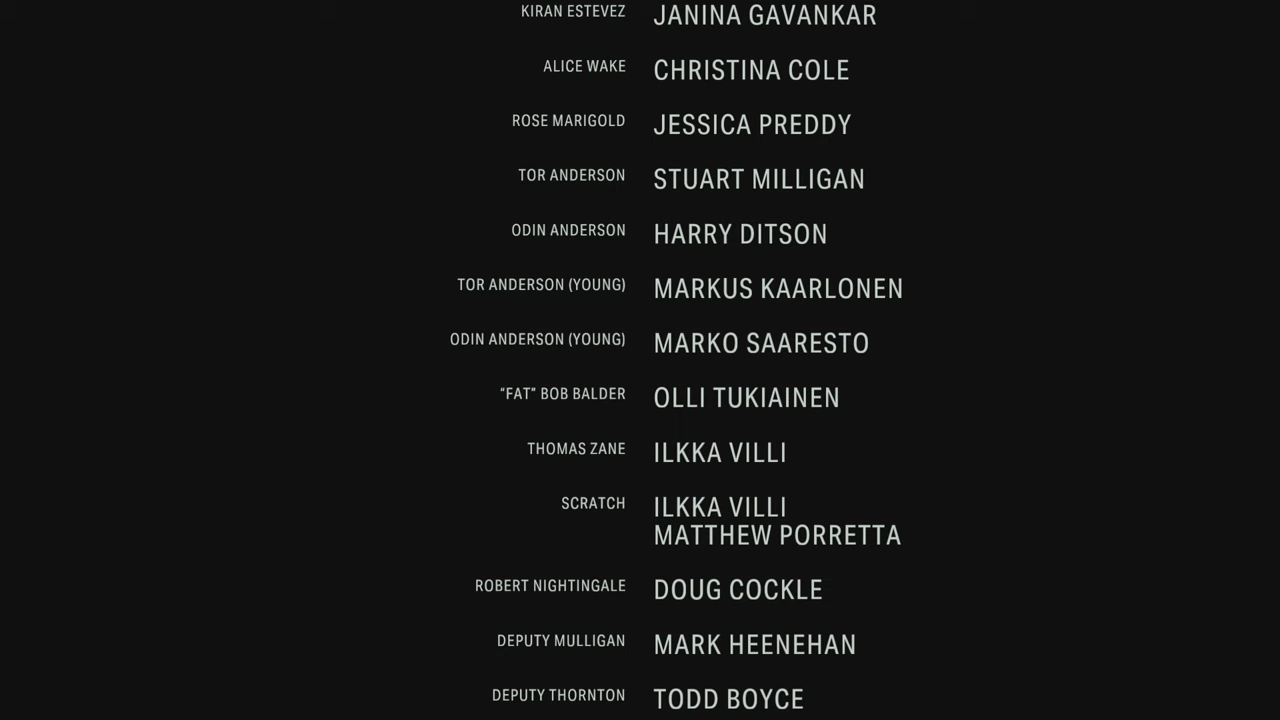 KIRAN ESTEVEZ JANINA GAVANKAR
ALICE WAKE CHRISTINA COLE
ROSE MARIGOLD JESSICA PREDDY
TOR ANDERSON STUART MILLIGAN
ODIN ANDERSON HARRY DITSON
TOR ANDERSON (YOUNG) MARKUS KAARLONEN
ODIN ANDERSON (YOUNG) MARKO SAARESTO
“FAT” BOB BALDER OLLI TUKIAINEN
THOMAS ZANE ILKKA VILLI
SCRATCH ILKKA VILLI
MATTHEW PORRETTA
ROBERT NIGHTINGALE DOUG COCKLE
DEPUTY MULLIGAN MARK HEENEHAN
DEPUTY THORNTON TODD BOYCE